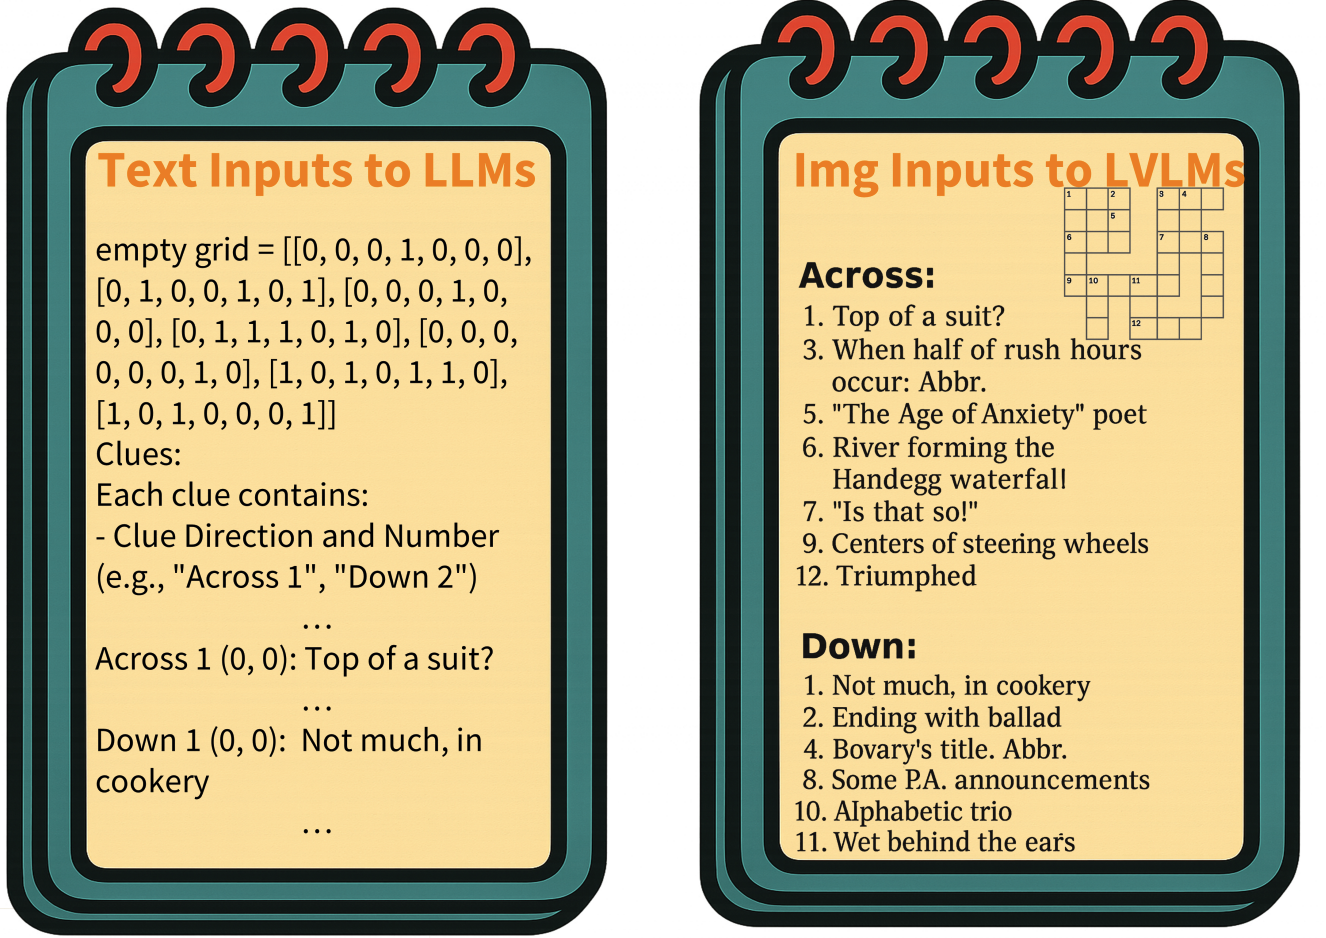 Text Inputs to LLMs
empty grid = [[0, 0, 0, 1, 0, 0, 0],
[0, 1, 0, 0, 1, 0, 1], [0, 0, 0, 1, 0,
0, 0], [0, 1, 1, 1, 0, 1, 0], [0, 0, 0,
0, 0, 0, 1, 0], [1, 0, 1, 0, 1, 1, 0],
[1, 0, 1, 0, 0, 0, 1]]
Clues:
Each clue contains:
- Clue Direction and Number
(e.g., "Across 1", "Down 2")
...
Across 1 (0, 0): Top of a suit?
...
Down 1 (0, 0): Not much, in
cookery
...
Img Inputs to LVLMs
1 2 3 4
5
6 7 8
9 10 11
12
Across:
1. Top of a suit?
3. When half of rush hours
occur: Abbr.
5. "The Age of Anxiety" poet
6. River forming the
Handegg waterfal!
7. "Is that so!"
9. Centers of steering wheels
12. Triumphed
Down:
1. Not much, in cookery
2. Ending with ballad
4. Bovary's title. Abbr.
8. Some P.A. announcements
10. Alphabetic trio
11. Wet behind the ears